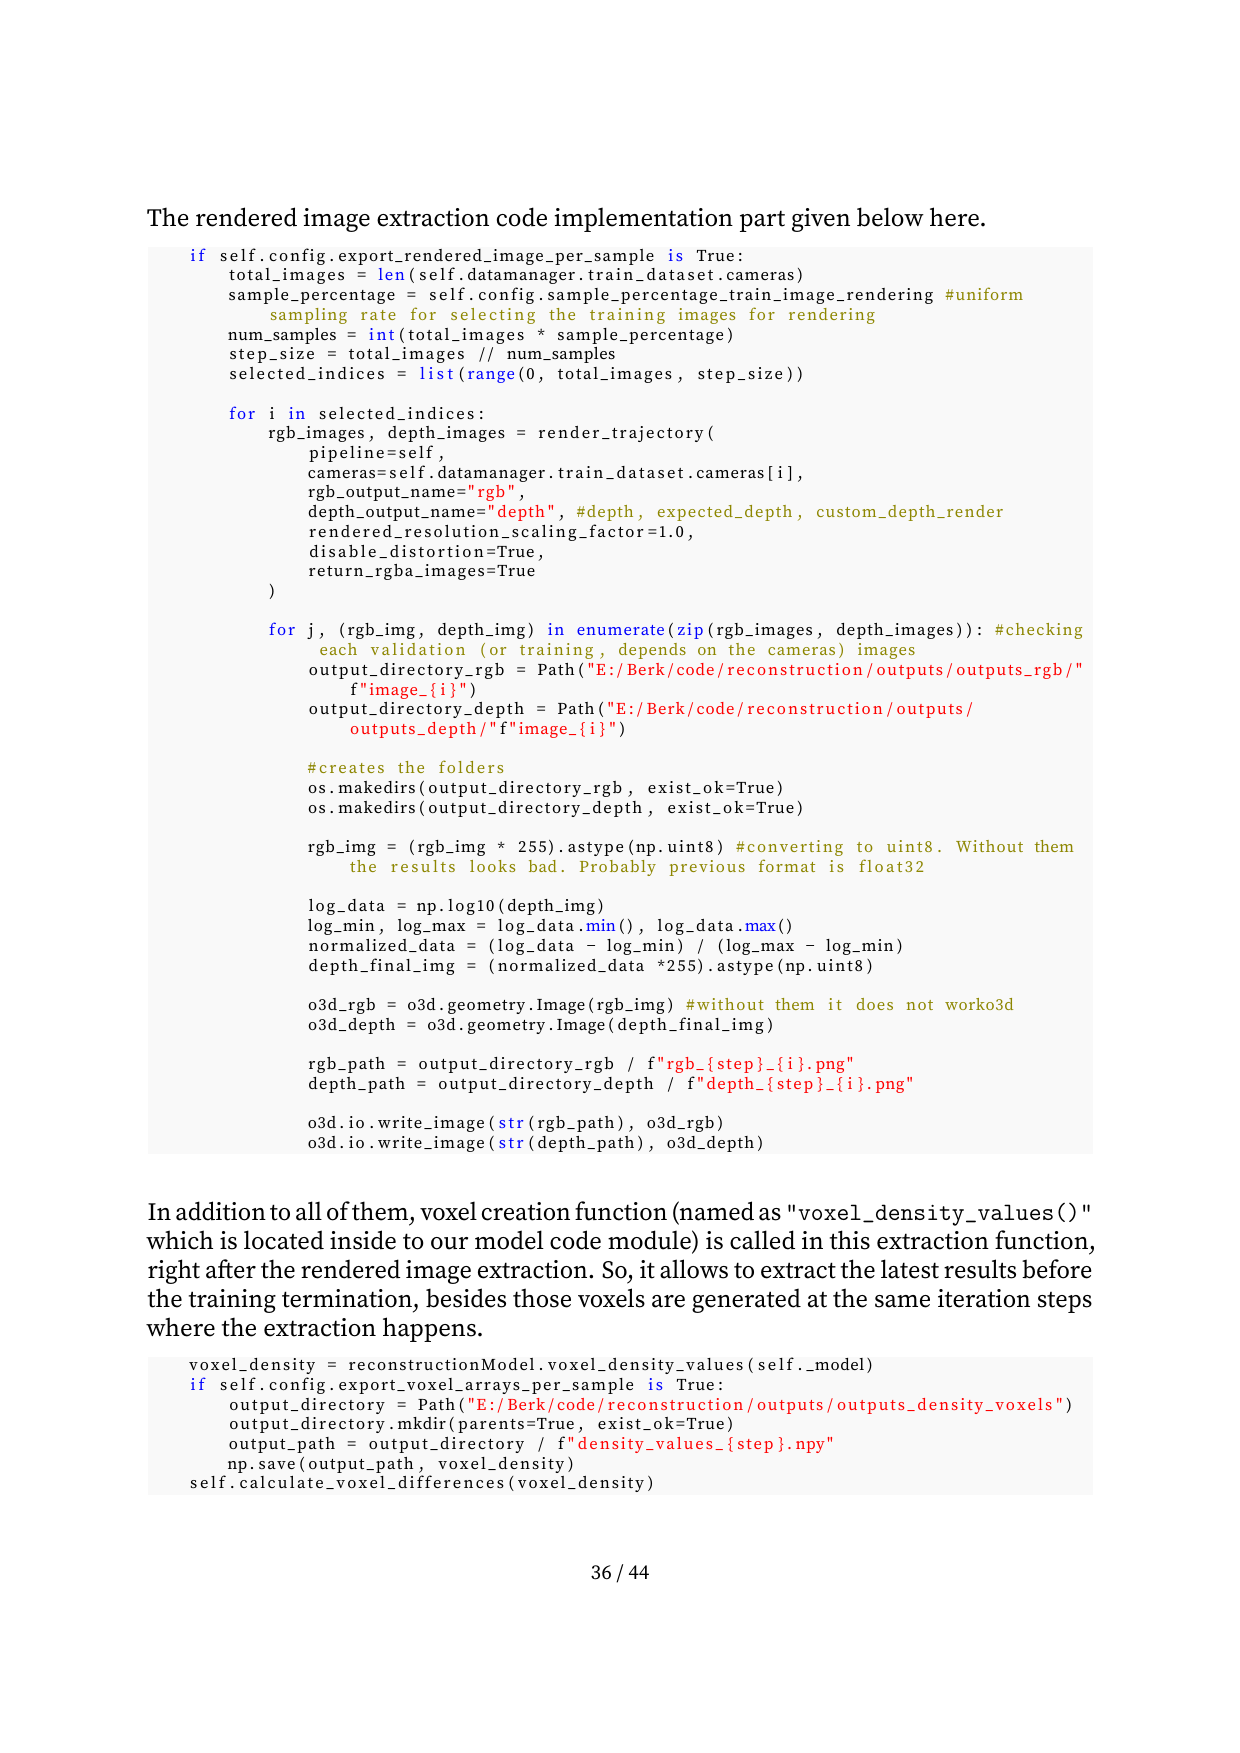 The rendered image extraction code implementation part given below here.
if self.config.export_rendered_image_per_sample is True:
total_images = len(self.datamanager.train_dataset.cameras)
sample_percentage = self.config.sample_percentage_train_image_rendering #uniform
sampling rate for selecting the training images for rendering
num_samples = int(total_images * sample_percentage)
step_size = total_images // num_samples
selected_indices = list(range(0, total_images, step_size))
for i in selected_indices:
rgb_images, depth_images = render_trajectory(
pipeline=self,
cameras=self.datamanager.train_dataset.cameras[i],
rgb_output_name="rgb",
depth_output_name="depth", #depth, expected_depth, custom_depth_render
rendered_resolution_scaling_factor=1.0,
disable_distortion=True,
return_rgba_images=True
)
for j, (rgb_img, depth_img) in enumerate(zip(rgb_images, depth_images)): #checking
each validation (or training, depends on the cameras) images
output_directory_rgb = Path("E:/Berk/code/reconstruction/outputs/outputs_rgb/"
f"image_{i}")
output_directory_depth = Path("E:/Berk/code/reconstruction/outputs/
outputs_depth/"f"image_{i}")
#creates the folders
os.makedirs(output_directory_rgb, exist_ok=True)
os.makedirs(output_directory_depth, exist_ok=True)
rgb_img = (rgb_img * 255).astype(np.uint8) #converting to uint8. Without them
the results looks bad. Probably previous format is float32
log_data = np.log10(depth_img)
log_min, log_max = log_data.min(), log_data.max()
normalized_data = (log_data − log_min) / (log_max − log_min)
depth_final_img = (normalized_data *255).astype(np.uint8)
o3d_rgb = o3d.geometry.Image(rgb_img) #without them it does not worko3d
o3d_depth = o3d.geometry.Image(depth_final_img)
rgb_path = output_directory_rgb / f"rgb_{step}_{i}.png"
depth_path = output_directory_depth / f"depth_{step}_{i}.png"
o3d.io.write_image(str(rgb_path), o3d_rgb)
o3d.io.write_image(str(depth_path), o3d_depth)
In addition to all of them, voxel creation function (named as "voxel_density_values()"
which is located inside to our model code module) is called in this extraction function,
right after the rendered image extraction. So, it allows to extract the latest results before
the training termination, besides those voxels are generated at the same iteration steps
where the extraction happens.
voxel_density = reconstructionModel.voxel_density_values(self._model)
if self.config.export_voxel_arrays_per_sample is True:
output_directory = Path("E:/Berk/code/reconstruction/outputs/outputs_density_voxels")
output_directory.mkdir(parents=True, exist_ok=True)
output_path = output_directory / f"density_values_{step}.npy"
np.save(output_path, voxel_density)
self.calculate_voxel_differences(voxel_density)
36 / 44